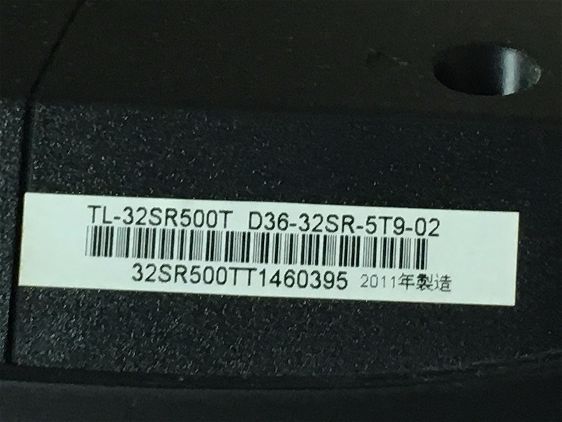 TL-32SR500T D36-32SR-5T9-02
32SR500TT1460395 2011年製造